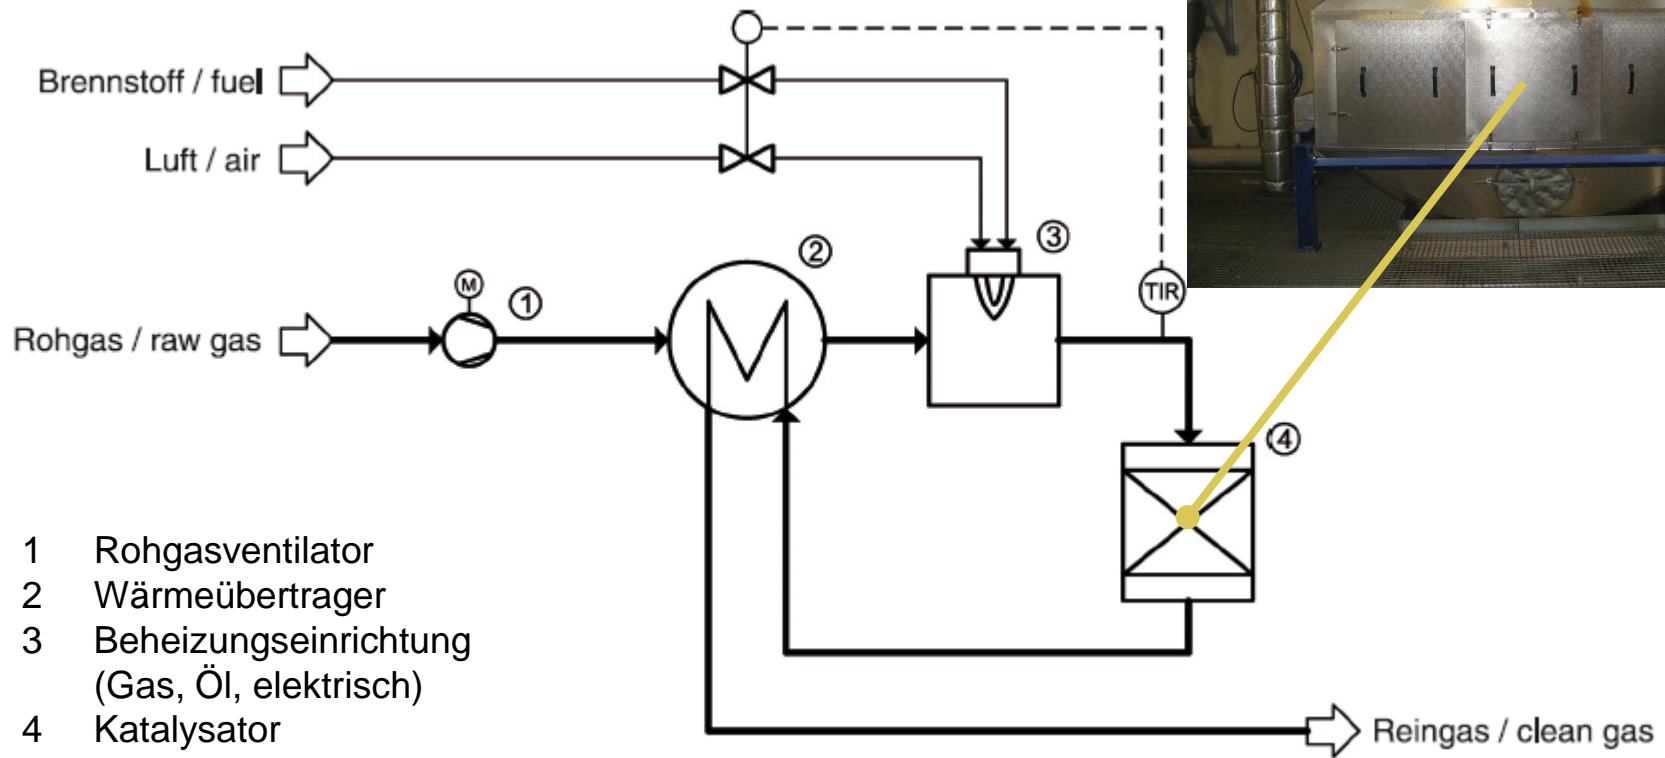 Brennstoff / fuel
Luft / air
③
②
TIR
M
①
Rohgas / raw gas
④
1 Rohgasventilator
2 Wärmeübertrager
3 Beheizungseinrichtung
(Gas, Öl, elektrisch)
4 Katalysator
Reingas / clean gas